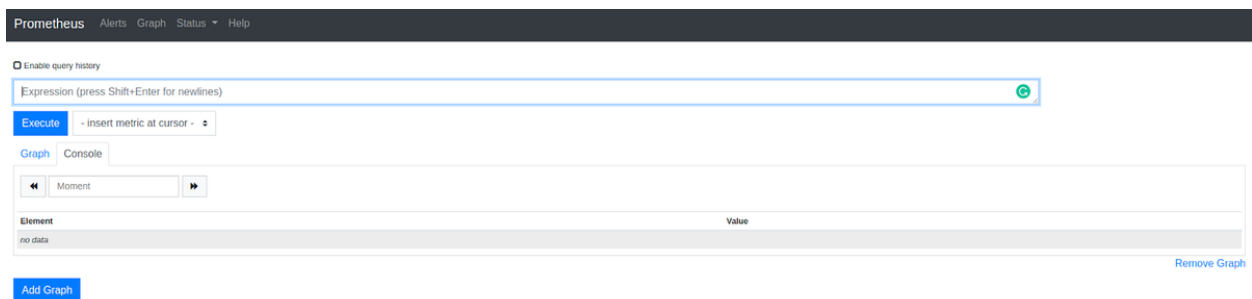 Prometheus Alerts Graph Status Help
Enable query history
Expression (press Shift+Enter for newlines)
Execute - insert metric at cursor -
Graph Console
Moment
Element Value
no data
Remove Graph
Add Graph